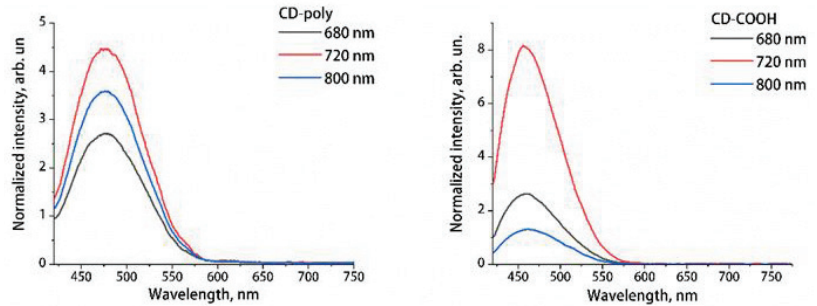 CD-poly
680 nm
720 nm
800 nm
Normalized intensity, arb. un
5
4
3
2
1
0
450 500 550 600 650 700 750
Wavelength, nm
CD-COOH
680 nm
720 nm
800 nm
Normalized intensity, arb. un.
8
6
4
2
0
450 500 550 600 650 700 750
Wavelength, nm